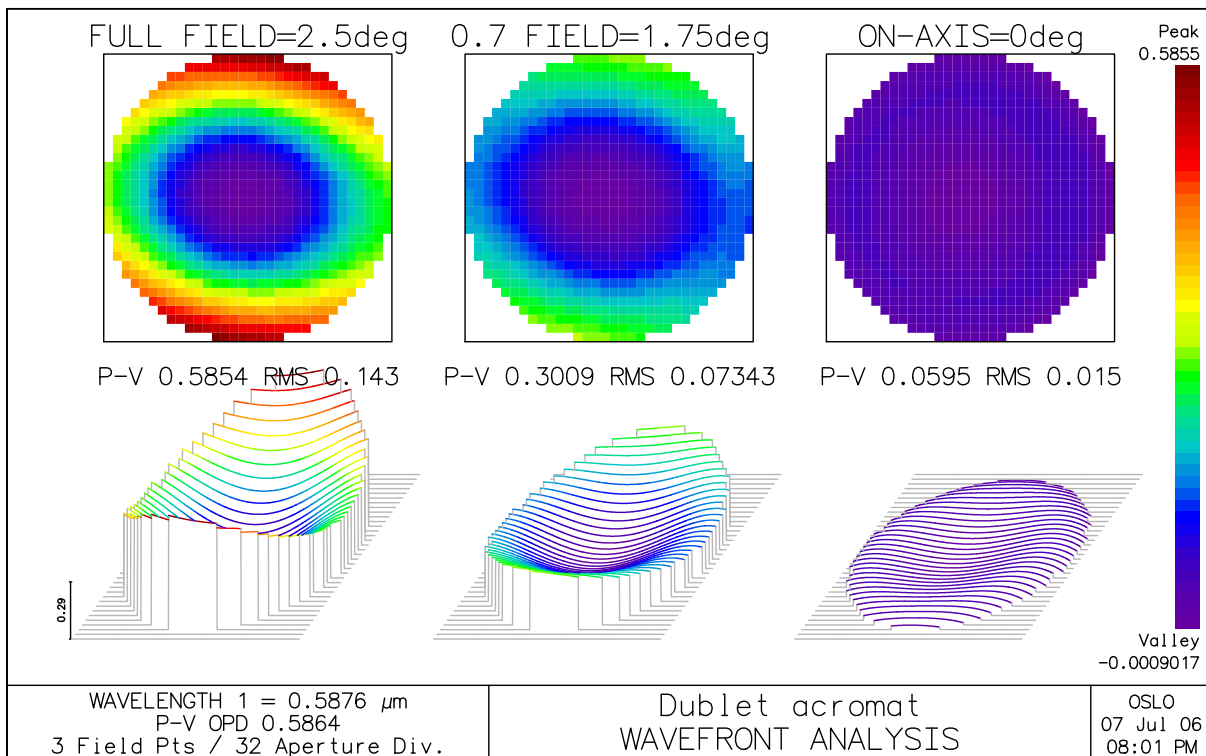 FULL FIELD=2.5deg
0.7 FIELD=1.75deg
ON-AXIS=0deg
Peak
0.5855
P-V 0.5854 RMS 0.143
P-V 0.3009 RMS 0.07343
P-V 0.0595 RMS 0.015
0.29
Valley
-0.0009017
WAVELENGTH 1 = 0.5876 µm
P-V OPD 0.5864
3 Field Pts / 32 Aperture Div.
Dublet acromat
WAVEFRONT ANALYSIS
OSLO
07 Jul 06
08:01 PM